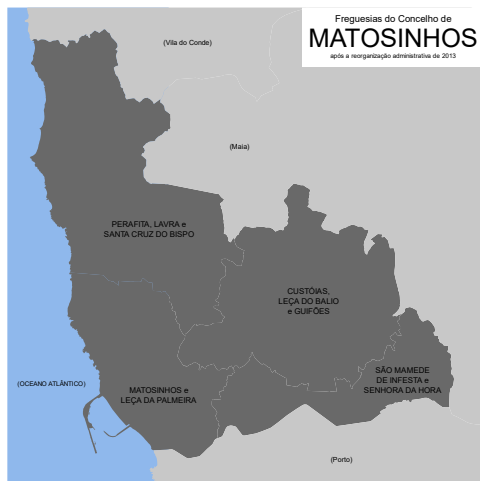 Freguesias do Concelho de
MATOSINHOS
após a reorganização administrativa de 2013
(Vila do Conde)
(Maia)
PERAFITA, LAVRA e
SANTA CRUZ DO BISPO
CUSTÓIAS,
LEÇA DO BALIO
e GUIFÕES
(OCEANO ATLÂNTICO)
MATOSINHOS e
LEÇA DA PALMEIRA
SÃO MAMEDE
DE INFESTA e
SENHORA DA HORA
(Porto)